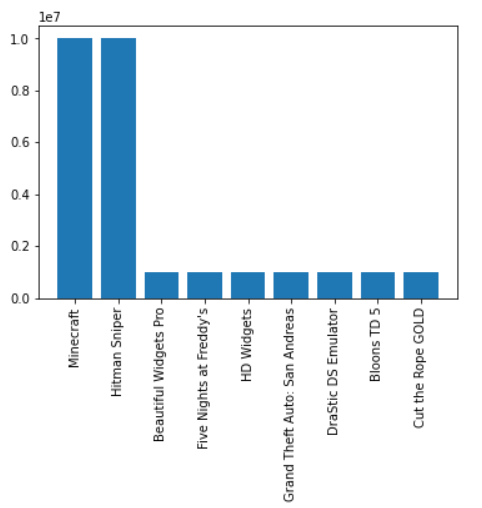 1e7
1.0
0.8
0.6
0.4
0.2
0.0
Minecraft
Hitman Sniper
Beautiful Widgets Pro
Five Nights at Freddy's
HD Widgets
Grand Theft Auto: San Andreas
DraStic DS Emulator
Bloons TD 5
Cut the Rope GOLD